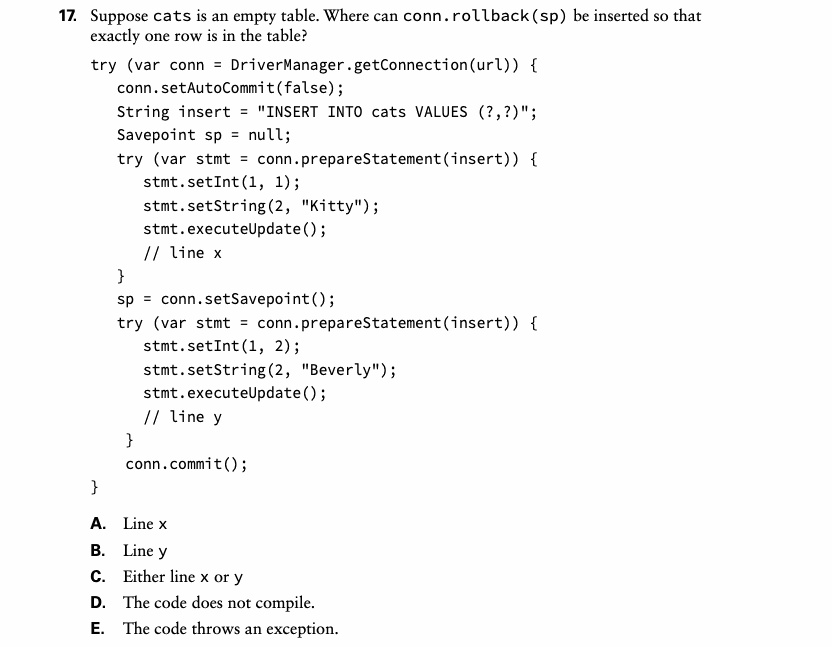 17. Suppose cats is an empty table. Where can conn.rollback(sp) be inserted so that
exactly one row is in the table?
try (var conn = DriverManager.getConnection(url)) {
   conn.setAutoCommit(false);
   String insert = "INSERT INTO cats VALUES (?,?)";
   Savepoint sp = null;
   try (var stmt = conn.prepareStatement(insert)) {
      stmt.setInt(1, 1);
      stmt.setString(2, "Kitty");
      stmt.executeUpdate();
      // line x
   }
   sp = conn.setSavepoint();
   try (var stmt = conn.prepareStatement(insert)) {
      stmt.setInt(1, 2);
      stmt.setString(2, "Beverly");
      stmt.executeUpdate();
      // line y
    }
    conn.commit();
}
A. Line x
B. Line y
C. Either line x or y
D. The code does not compile.
E. The code throws an exception.